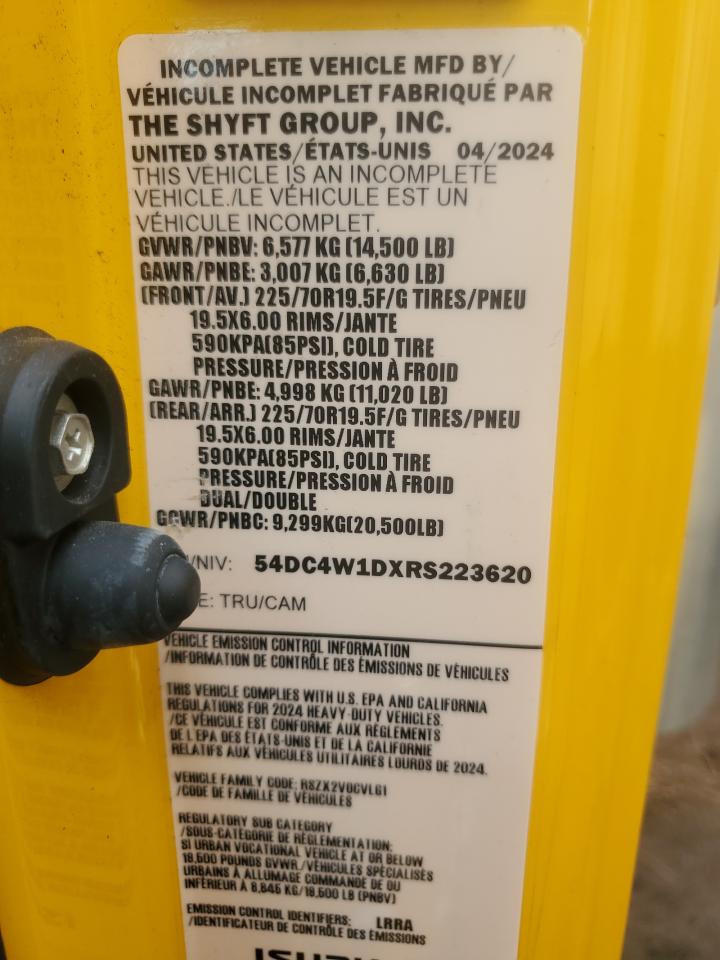 INCOMPLETE VEHICLE MFD BY/
VÉHICULE INCOMPLET FABRIQUÉ PAR
THE SHYFT GROUP, INC.
UNITED STATES/ÉTATS-UNIS 04/2024
THIS VEHICLE IS AN INCOMPLETE
VEHICLE./LE VÉHICULE EST UN
VÉHICULE INCOMPLET.
GVWR/PNBV: 6,577 KG (14,500 LB)
GAWR/PNBE: 3,007 KG (6,630 LB)
(FRONT/AV.) 225/70R19.5F/G TIRES/PNEU
19.5X6.00 RIMS/JANTE
590KPA(85PSI), COLD TIRE
PRESSURE/PRESSION À FROID
GAWR/PNBE: 4,998 KG (11,020 LB)
(REAR/ARR.) 225/70R19.5F/G TIRES/PNEU
19.5X6.00 RIMS/JANTE
590KPA(85PSI), COLD TIRE
PRESSURE/PRESSION À FROID
DUAL/DOUBLE
GCWR/PNBC: 9,299KG(20,500LB)
/NIV: 54DC4W1DXRS223620
E: TRU/CAM
VEHICLE EMISSION CONTROL INFORMATION
/INFORMATION DE CONTRÔLE DES ÉMISSIONS DE VÉHICULES
THIS VEHICLE COMPLIES WITH U.S. EPA AND CALIFORNIA
REGULATIONS FOR 2024 HEAVY-DUTY VEHICLES.
/CE VÉHICULE EST CONFORME AUX RÈGLEMENTS
DE L'EPA DES ÉTATS-UNIS ET DE LA CALIFORNIE
RELATIFS AUX VÉHICULES UTILITAIRES LOURDS DE 2024.
VEHICLE FAMILY CODE: RSZX2VOCVLG1
/CODE DE FAMILLE DE VÉHICULES
REGULATORY SUB CATEGORY
/SOUS-CATÉGORIE DE RÉGLEMENTATION:
SI URBAN VOCATIONAL VEHICLE AT OR BELOW
19,500 POUNDS GVWR./VÉHICULES SPÉCIALISÉS
URBAINS À ALLUMAGE COMMANDÉ DE OU
INFÉRIEUR À 8,845 KG/19,500 LB (PNBV)
EMISSION CONTROL IDENTIFIERS: LRRA
/IDENTIFICATEUR DE CONTRÔLE DES ÉMISSIONS